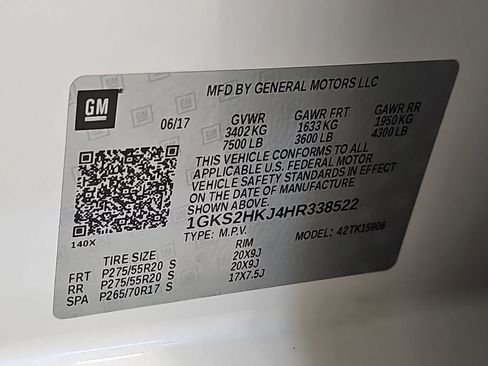 MFD BY GENERAL MOTORS LLC
GM
06/17 GVWR GAWR FRT GAWR RR
3402 KG 1633 KG 1950 KG
7500 LB 3600 LB 4300 LB
THIS VEHICLE CONFORMS TO ALL
APPLICABLE U.S. FEDERAL MOTOR
VEHICLE SAFETY STANDARDS IN EFFECT
ON THE DATE OF MANUFACTURE
SHOWN ABOVE.
1GKS2HKJ4HR338522
TYPE: M.P.V. MODEL: 42TK15906
140X
TIRE SIZE RIM
FRT P275/55R20 S 20X9J
RR P275/55R20 S 20X9J
SPA P265/70R17 S 17X7.5J